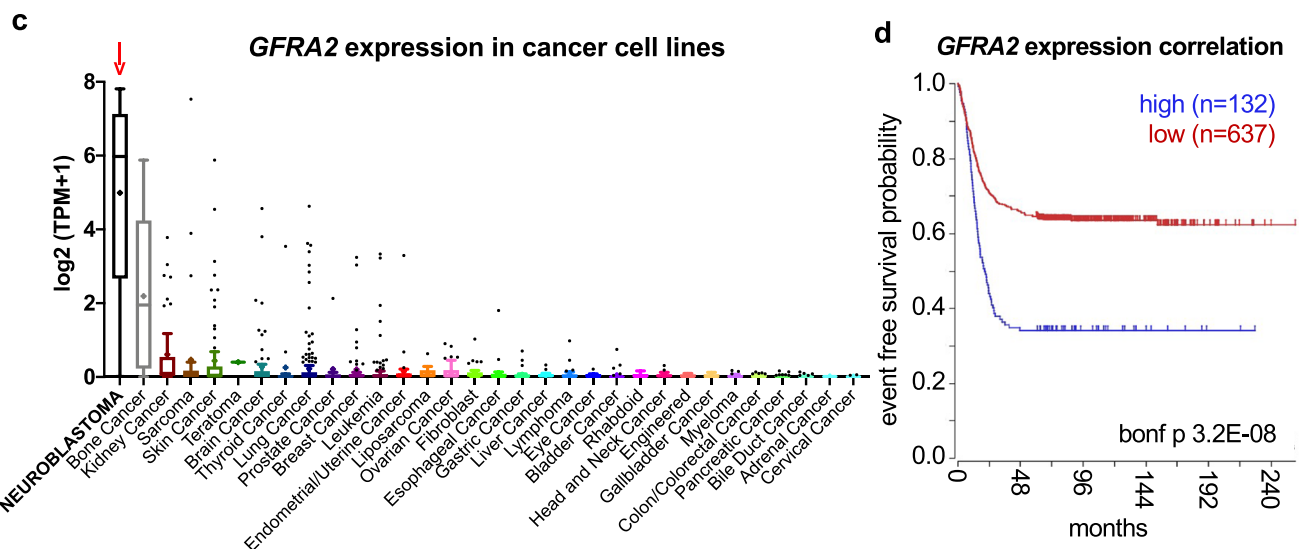 c
GFRA2 expression in cancer cell lines
log2 (TPM+1)
8
6
4
2
0
NEUROBLASTOMA
Bone Cancer
Kidney Cancer
Sarcoma
Skin Cancer
Teratoma
Brain Cancer
Thyroid Cancer
Lung Cancer
Prostate Cancer
Breast Cancer
Leukemia
Endometrial/Uterine Cancer
Liposarcoma
Ovarian Cancer
Fibroblast
Esophageal Cancer
Gastric Cancer
Liver Cancer
Lymphoma
Eye Cancer
Bladder Cancer
Rhabdoid
Head and Neck Cancer
Engineered
Gallbladder Cancer
Myeloma
Colon/Colorectal Cancer
Pancreatic Cancer
Bile Duct Cancer
Adrenal Cancer
Cervical Cancer
d
GFRA2 expression correlation
event free survival probability
1.0
0.8
0.6
0.4
0.2
0.0
high (n=132)
low (n=637)
bonf p 3.2E-08
0
48
96
144
192
240
months